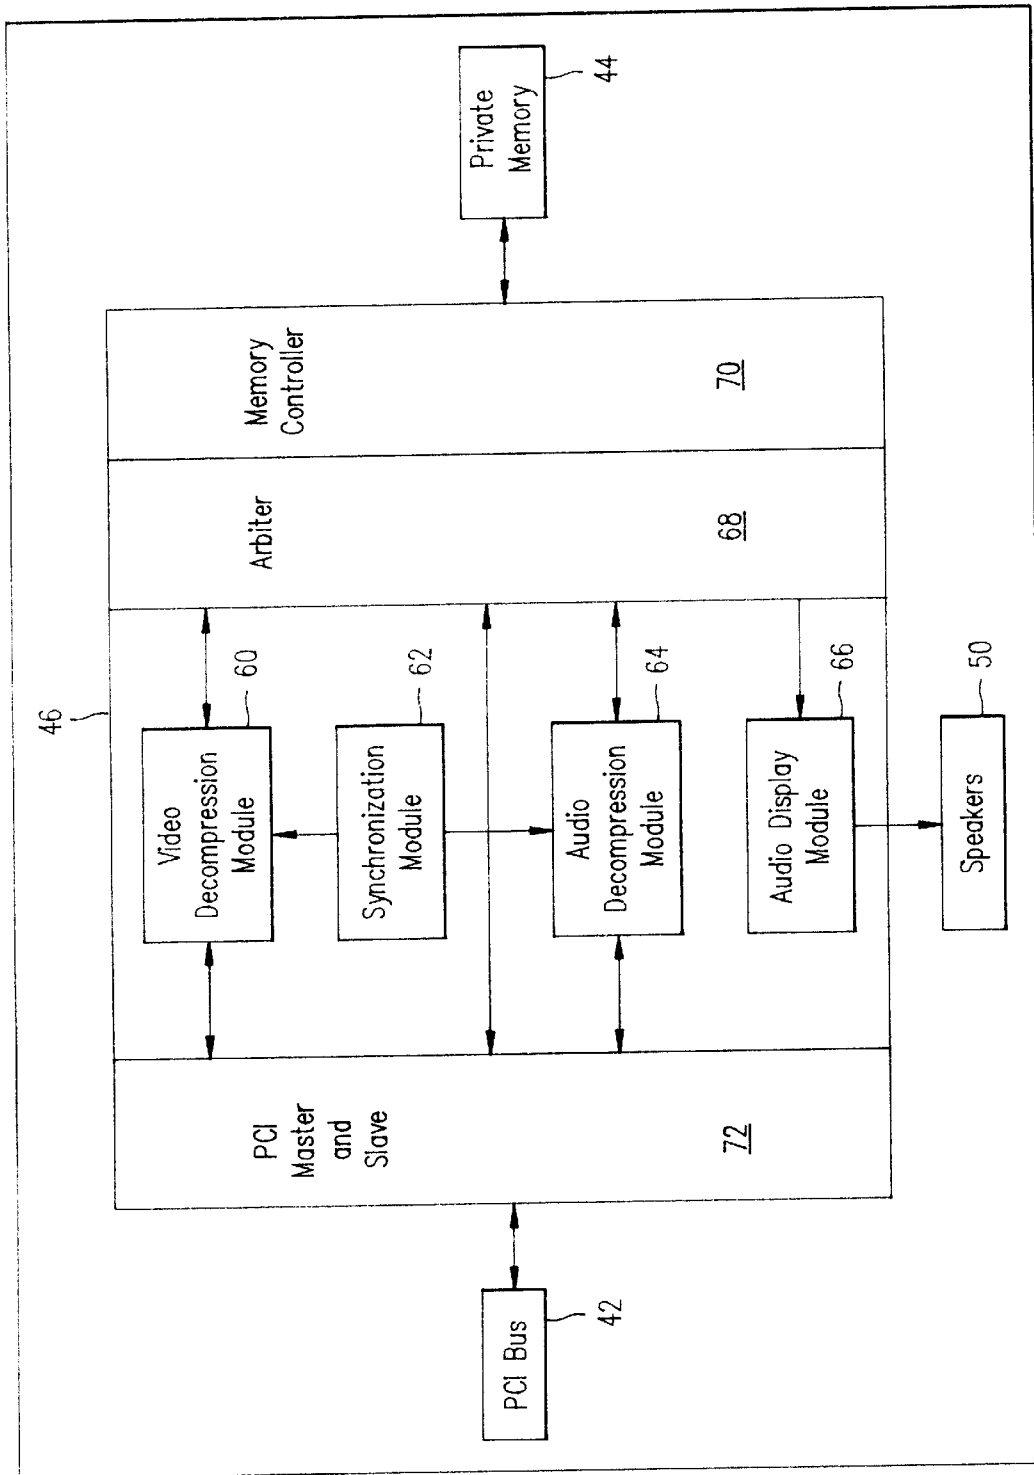 46
PCI
Master
and
Slave
72
Video
Decompression
Module
60
Synchronization
Module
62
Audio
Decompression
Module
64
Audio Display
Module
66
Arbiter
68
Memory
Controller
70
PCI Bus
42
Speakers
50
Private
Memory
44